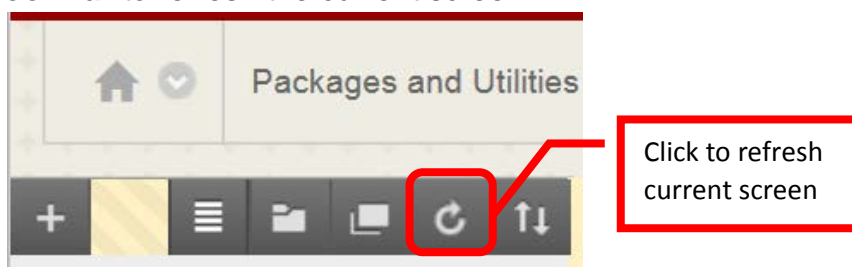 Packages and Utilities
Click to refresh
current screen